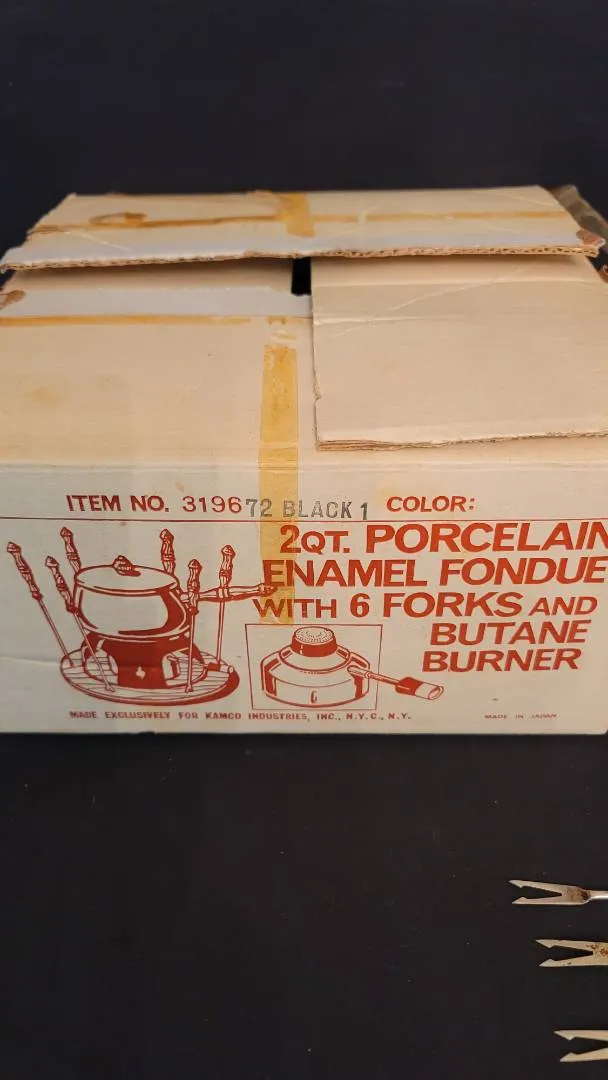 ITEM NO. 319672 BLACK 1 COLOR:
2QT. PORCELAIN
ENAMEL FONDUE
WITH 6 FORKS AND
BUTANE
BURNER
MADE EXCLUSIVELY FOR KAMCO INDUSTRIES, INC., N.Y.C., N.Y.
MADE IN JAPAN